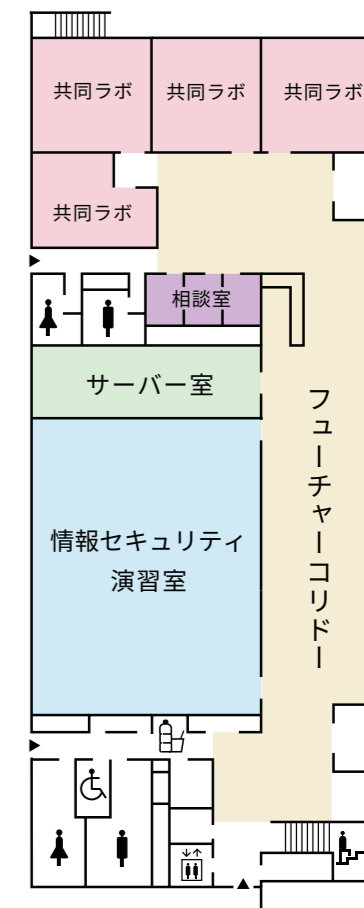 共同ラボ
共同ラボ
共同ラボ
共同ラボ
相談室
サーバー室
フューチャーコリドー
情報セキュリティ
演習室